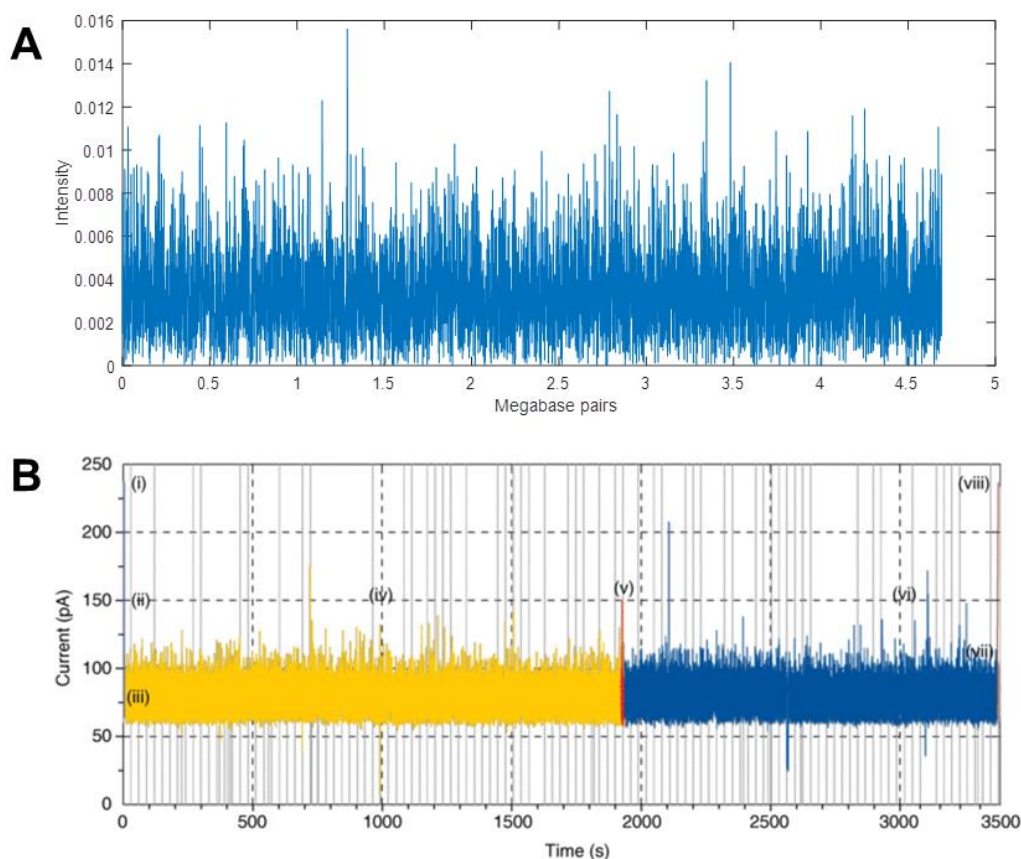 A
0.016
0.014
0.012
0.01
0.008
0.006
0.004
0.002
0
Intensity
0 0.5 1 1.5 2 2.5 3 3.5 4 4.5 5
Megabase pairs
B
250
200
150
100
50
0
Current (pA)
(i) (viii)
(ii) (iv) (v) (vi)
(iii) (vii)
0 500 1000 1500 2000 2500 3000 3500
Time (s)